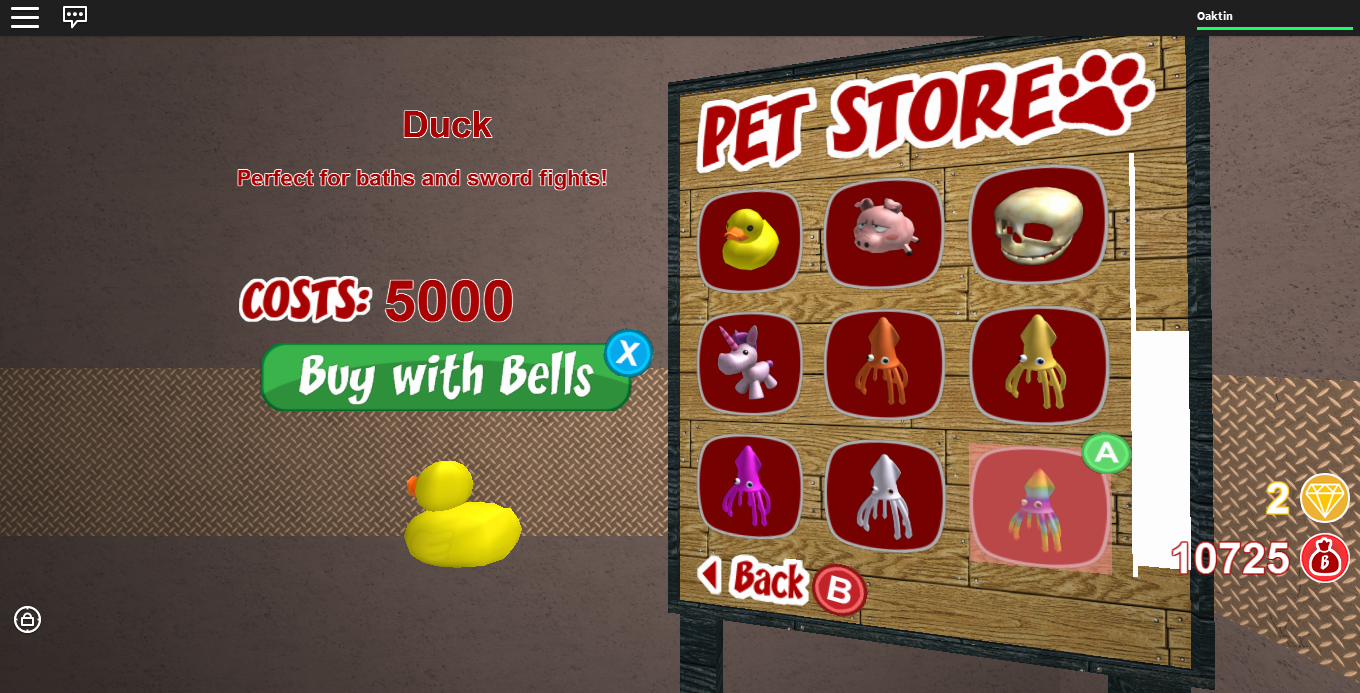 Oaktin
PET STORE
Duck
Perfect for baths and sword fights!
COSTS: 5000
Buy with Bells
X
A
2
10725
B
Back
B